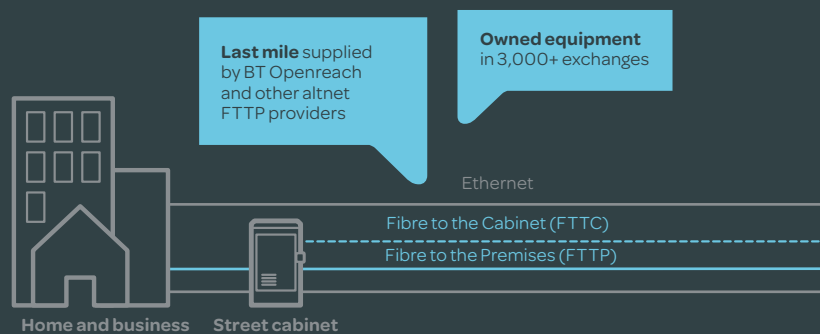 Last mile supplied
by BT Openreach
and other altnet
FTTP providers
Owned equipment
in 3,000+ exchanges
Ethernet
Fibre to the Cabinet (FTTC)
Fibre to the Premises (FTTP)
Home and business
Street cabinet